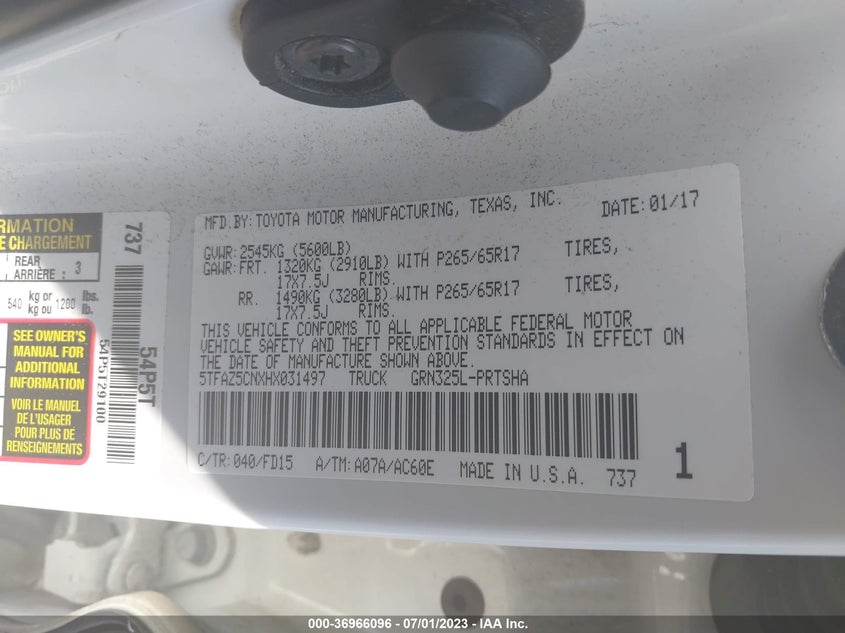 MFD.BY:TOYOTA MOTOR MANUFACTURING, TEXAS, INC. DATE:01/17
GVWR:2545KG (5600LB)
GAWR:FRT. 1320KG (2910LB) WITH P265/65R17 TIRES,
17X7.5J RIMS.
RR. 1490KG (3280LB) WITH P265/65R17 TIRES,
17X7.5J RIMS.
THIS VEHICLE CONFORMS TO ALL APPLICABLE FEDERAL MOTOR
VEHICLE SAFETY AND THEFT PREVENTION STANDARDS IN EFFECT ON
THE DATE OF MANUFACTURE SHOWN ABOVE.
5TFAZ5CNXHX031497 TRUCK GRN325L-PRTSHA
C/TR:040/FD15 A/TM:A07A/AC60E MADE IN U.S.A. 737
1
CHARGEMENT
REAR
ARRIÈRE : 3
540 kg or 1200 lbs.
kg ou lb.
SEE OWNER'S
MANUAL FOR
ADDITIONAL
INFORMATION
VOIR LE MANUEL
DE L'USAGER
POUR PLUS DE
RENSEIGNEMENTS
737
54P5T
54P5T29100
000-36966096 - 07/01/2023 - IAAI.com